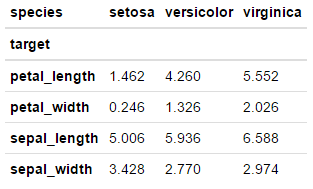 species setosa versicolor virginica
target
petal_length 1.462 4.260 5.552
petal_width 0.246 1.326 2.026
sepal_length 5.006 5.936 6.588
sepal_width 3.428 2.770 2.974